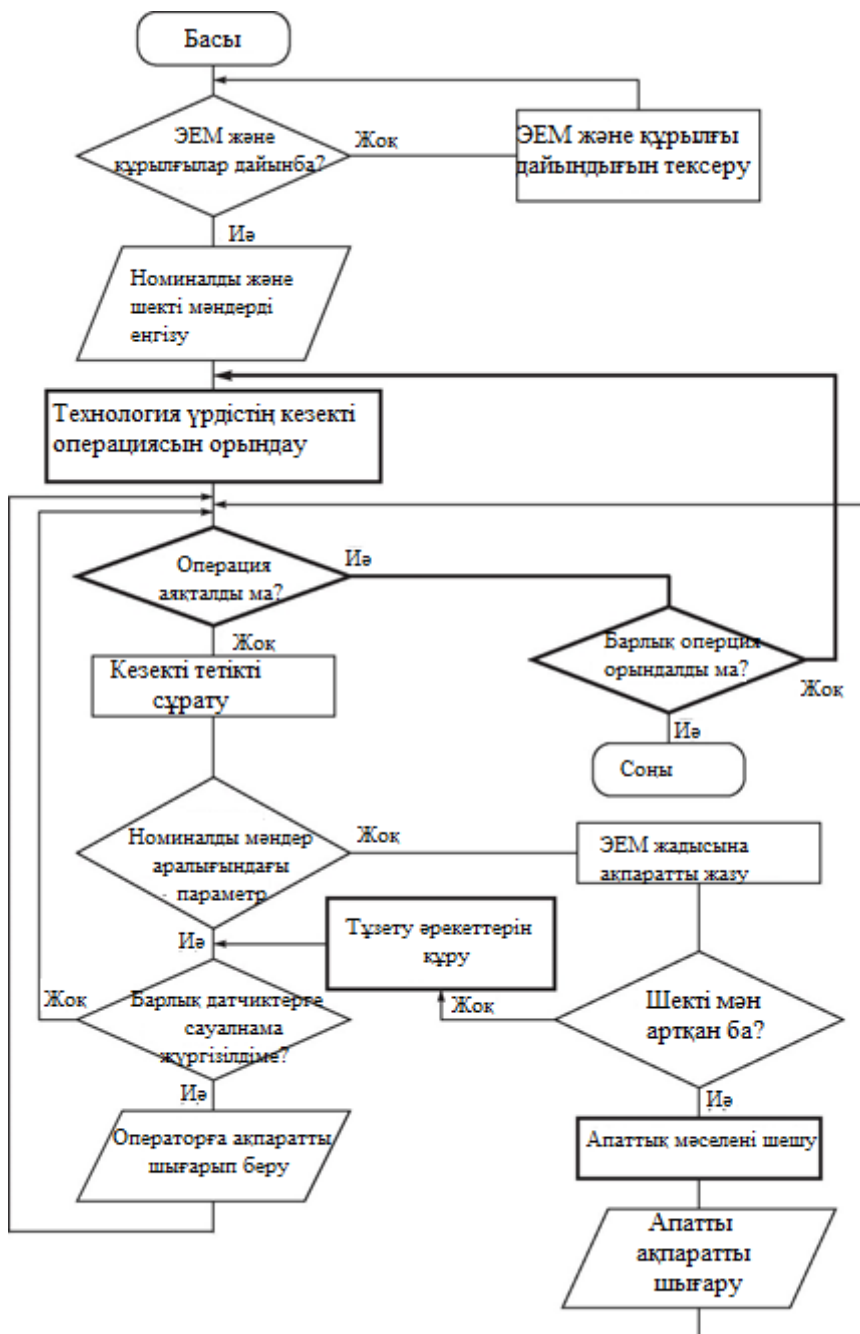 Басы
ЭЕМ және
құрылғылар дайынба?
Жоқ
ЭЕМ және құрылғы
дайындығын тексеру
Иә
Номиналды және
шекті мәндерді
еңгізу
Технология үрдістің кезекті
операциясын орындау
Операция
аяқталды ма?
Иә
Жоқ
Барлық оперция
орындалды ма?
Жоқ
Иә
Соңы
Кезекті тетікті
сұрату
Номиналды мәндер
аралығындағы
параметр
Жоқ
ЭЕМ жадысына
ақпаратты жазу
Иә
Тұзету әрекеттерін
құру
Жоқ
Шекті мән
артқан ба?
Жоқ
Барлық датчиктерге
сауалнама
жүргізілдіме?
Иә
Иә
Операторға ақпаратты
шығарып беру
Апаттық мәселені шешу
Апатты
ақпаратты
шығару